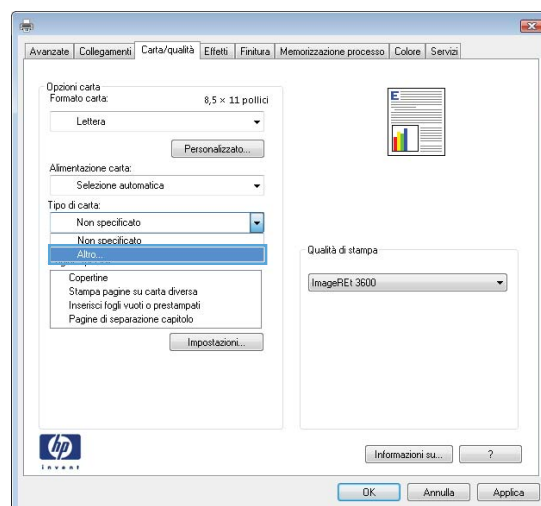 Avanzate Collegamenti Carta/qualità Effetti Finitura Memorizzazione processo Colore Servizi
Opzioni carta
Formato carta: 8,5 × 11 pollici
Lettera
Personalizzato...
Alimentazione carta:
Selezione automatica
Tipo di carta:
Non specificato
Non specificato
Altro...
Copertine
Stampa pagine su carta diversa
Inserisci fogli vuoti o prestampati
Pagine di separazione capitolo
Impostazioni...
E
Qualità di stampa
ImageREt 3600
hp
invent
Informazioni su... ?
OK Annulla Applica